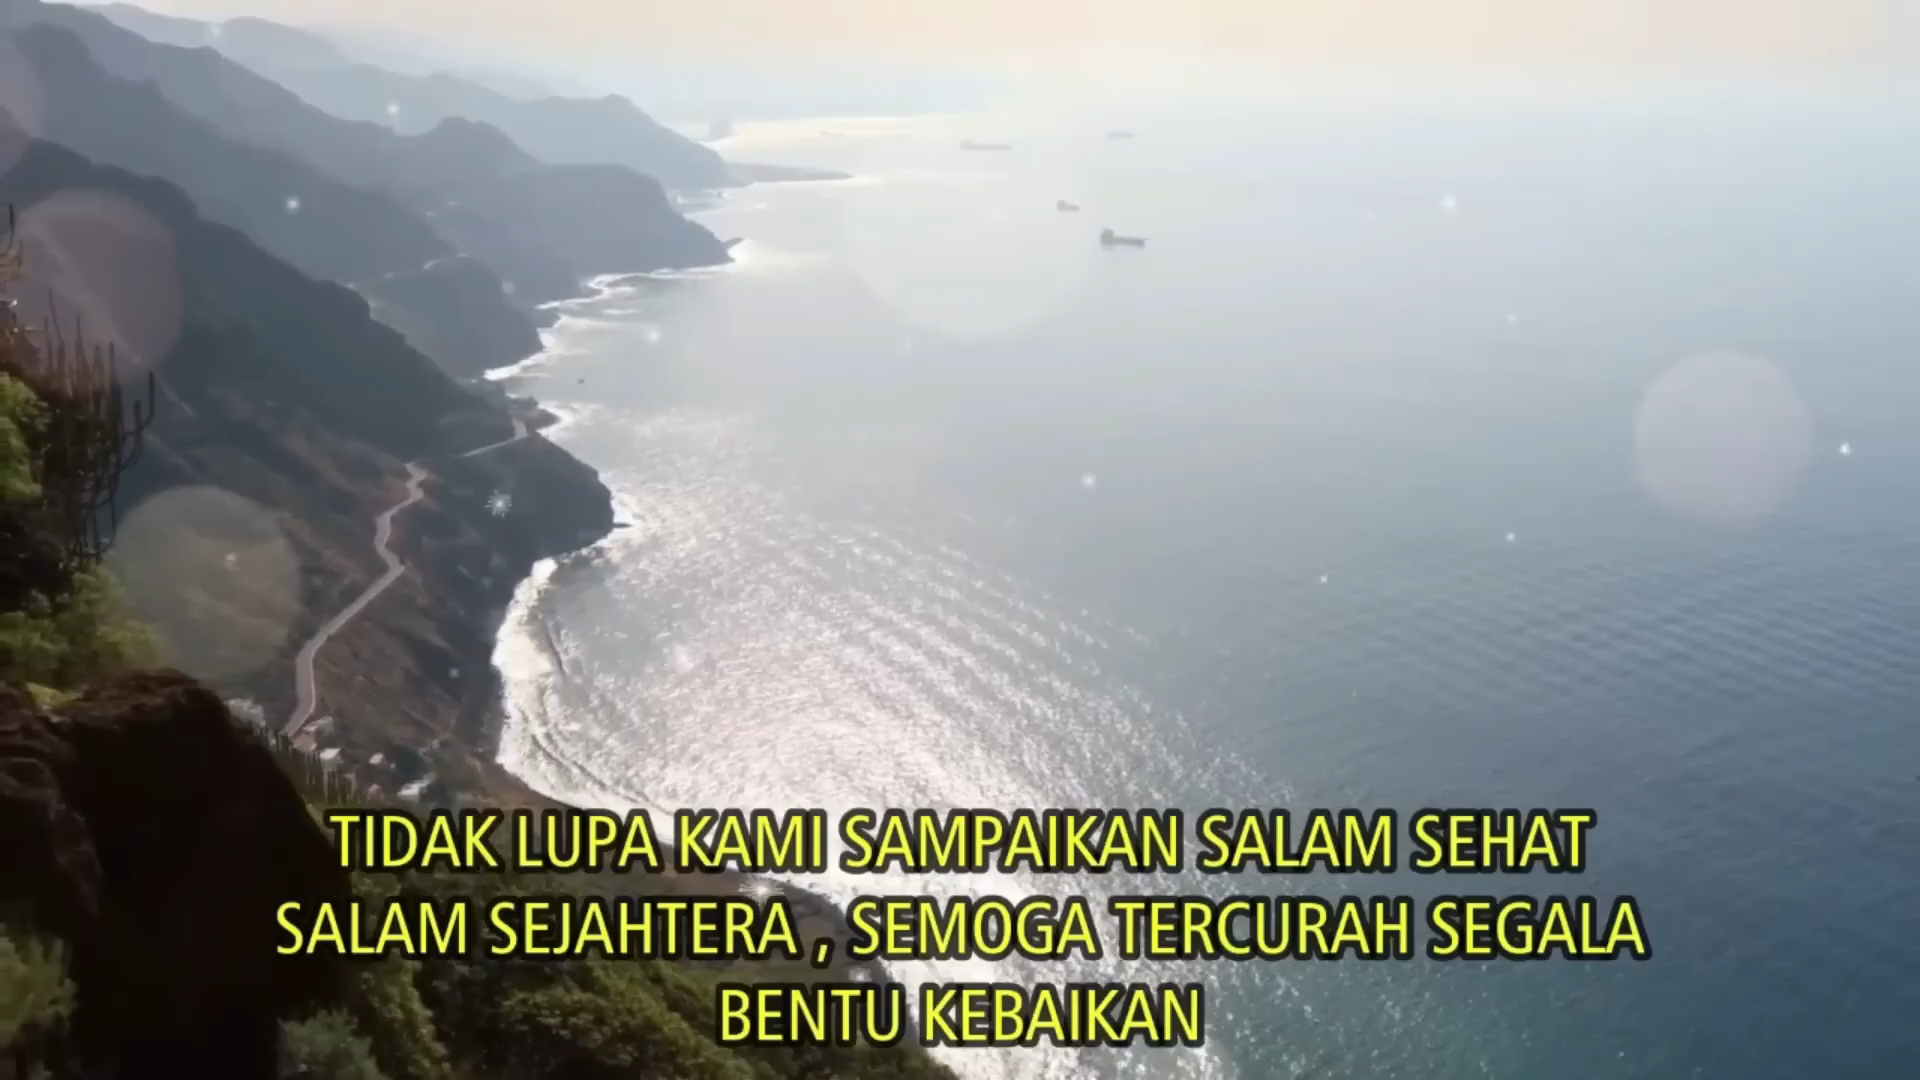 TIDAK LUPA KAMI SAMPAIKAN SALAM SEHAT
SALAM SEJAHTERA , SEMOGA TERCURAH SEGALA
BENTU KEBAIKAN